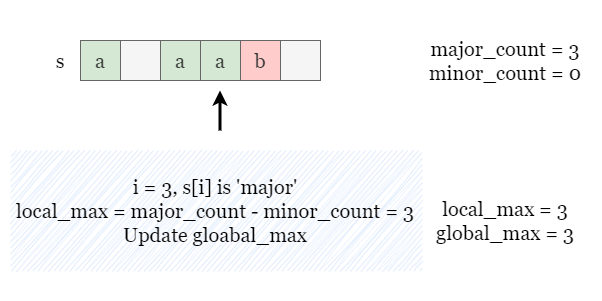 s a a a b
major_count = 3
minor_count = 0
i = 3, s[i] is 'major'
local_max = major_count - minor_count = 3
Update gloabal_max
local_max = 3
global_max = 3